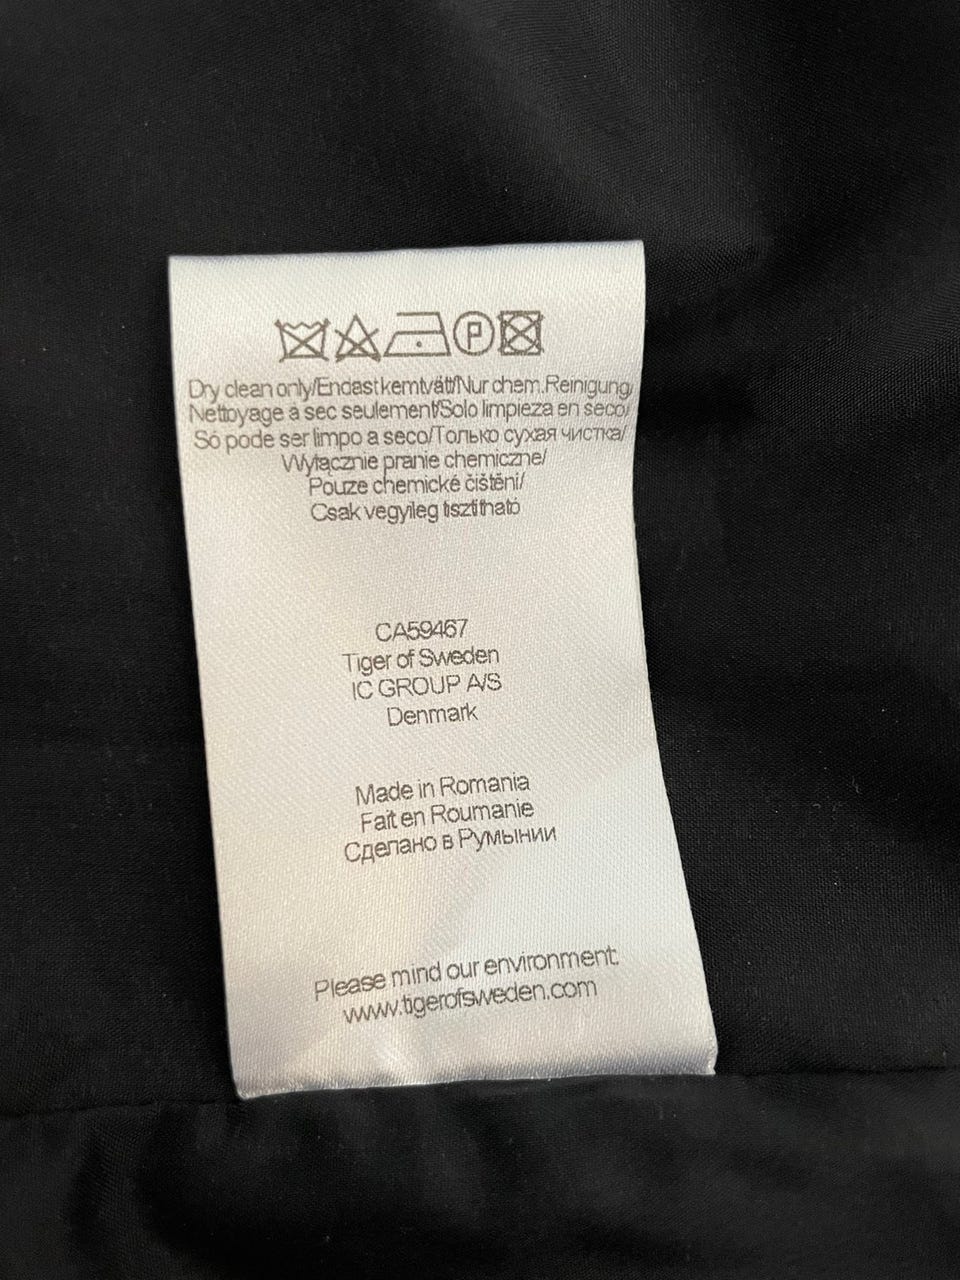 P
Dry clean only/Endast kemtvätt/Nur chem.Reinigung/
Nettoyage à sec seulement/Solo limpieza en seco/
Só pode ser limpo a seco/Только сухая чистка/
Wyłącznie pranie chemiczne/
Pouze chemické čištění/
Csak vegyileg tisztítható
CA59467
Tiger of Sweden
IC GROUP A/S
Denmark
Made in Romania
Fait en Roumanie
Сделано в Румынии
Please mind our environment.
www.tigerofsweden.com